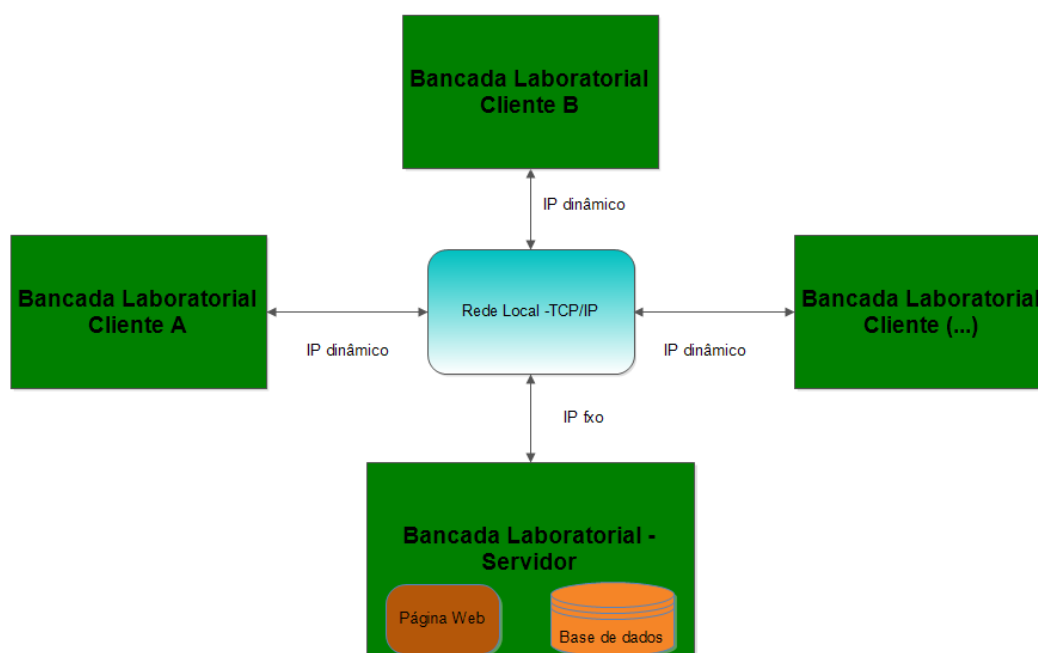 Bancada Laboratorial
Cliente B
IP dinâmico
Bancada Laboratorial
Cliente A
Rede Local -TCP/IP
Bancada Laboratorial
Cliente (...)
IP dinâmico
IP dinâmico
IP fxo
Bancada Laboratorial -
Servidor
Página Web
Base de dados